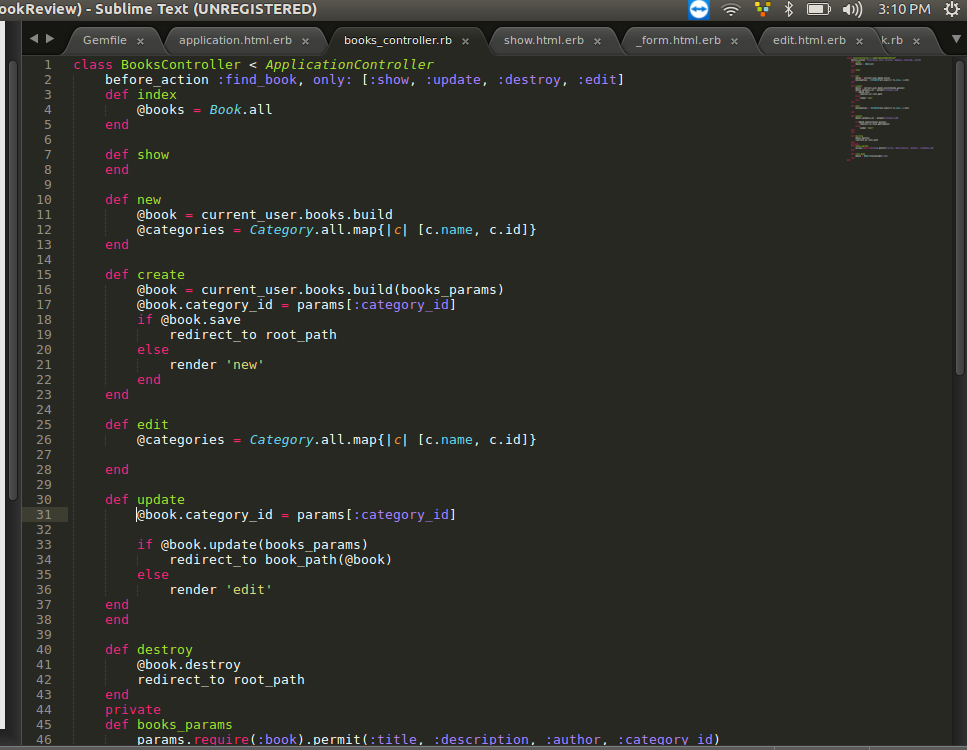 ookReview) - Sublime Text (UNREGISTERED)
3:10 PM
Gemfile × application.html.erb × books_controller.rb × show.html.erb × _form.html.erb × edit.html.erb × k.rb ×
1 class BooksController < ApplicationController
2     before_action :find_book, only: [:show, :update, :destroy, :edit]
3     def index
4         @books = Book.all
5     end
6
7     def show
8     end
9
10     def new
11         @book = current_user.books.build
12         @categories = Category.all.map{|c| [c.name, c.id]}
13     end
14
15     def create
16         @book = current_user.books.build(books_params)
17         @book.category_id = params[:category_id]
18         if @book.save
19             redirect_to root_path
20         else
21             render 'new'
22         end
23     end
24
25     def edit
26         @categories = Category.all.map{|c| [c.name, c.id]}
27
28     end
29
30     def update
31         @book.category_id = params[:category_id]
32
33         if @book.update(books_params)
34             redirect_to book_path(@book)
35         else
36             render 'edit'
37     end
38     end
39
40     def destroy
41         @book.destroy
42         redirect_to root_path
43     end
44     private
45     def books_params
46         params.require(:book).permit(:title, :description, :author, :category_id)